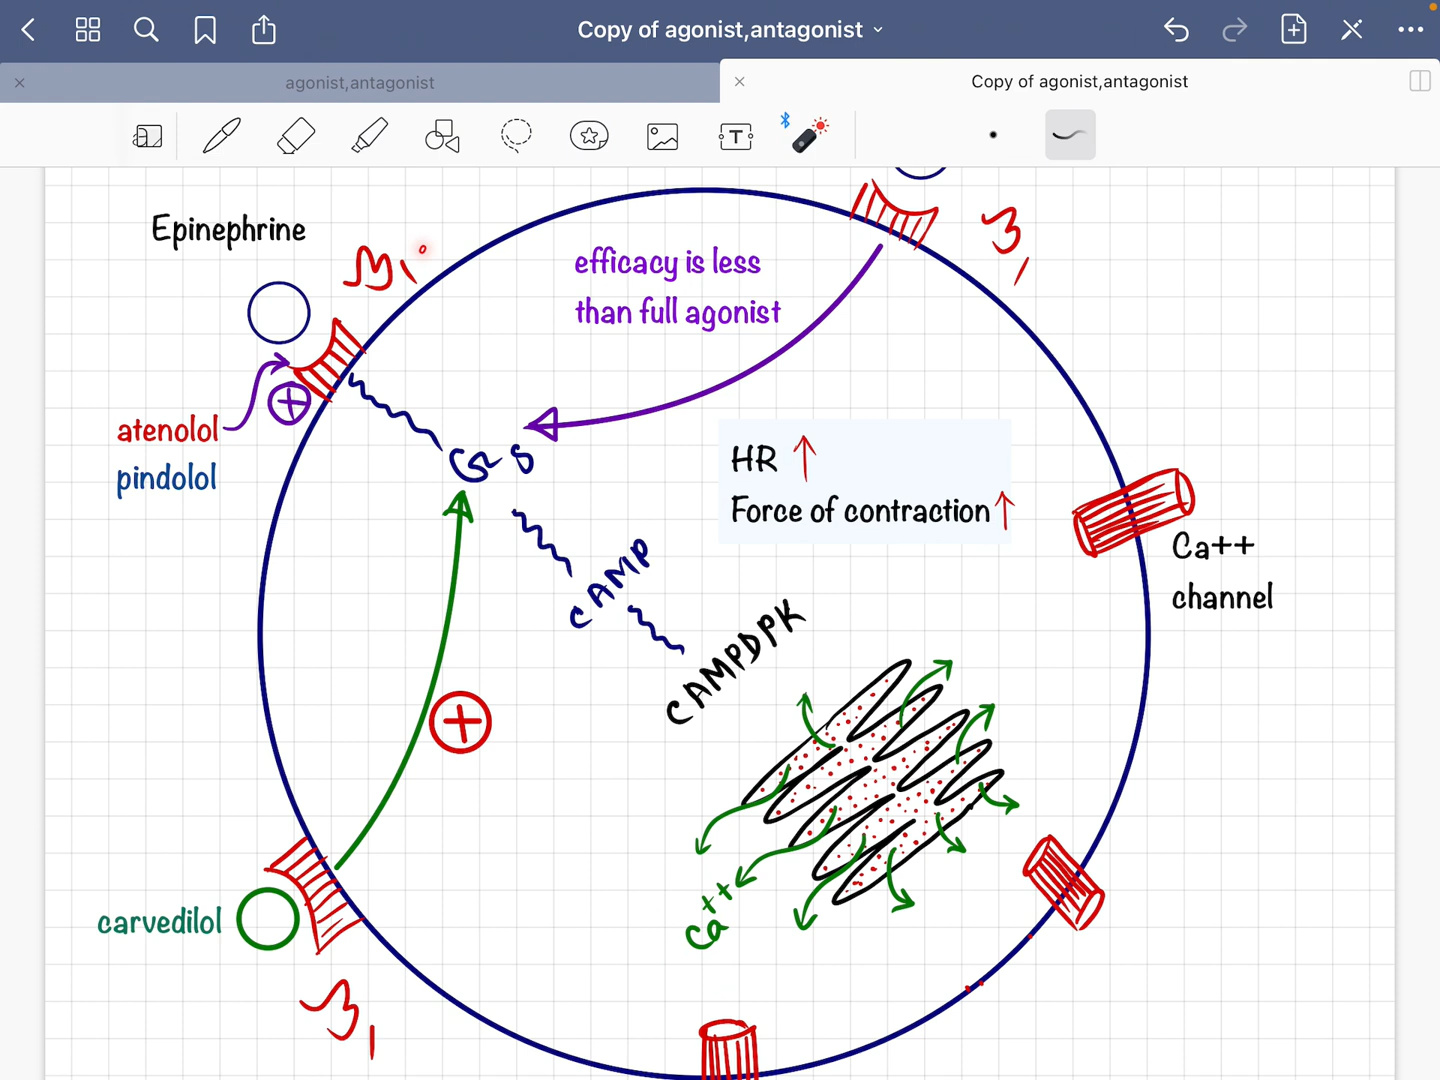 Copy of agonist,antagonist
agonist,antagonist
Copy of agonist,antagonist
T
Epinephrine
β1
β1
efficacy is less
than full agonist
atenolol
pindolol
Gs
HR ↑
Force of contraction ↑
Ca++
channel
CAMP
CAMPDPK
carvedilol
Ca++
β1